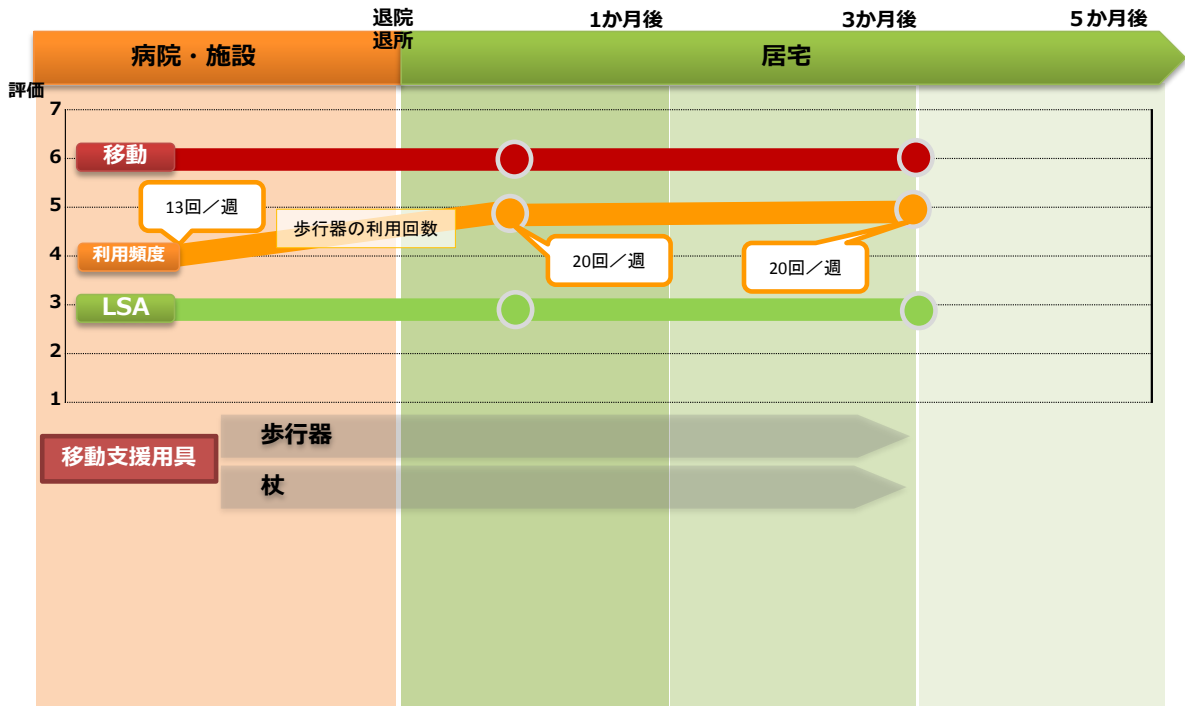 退院
退所
1か月後
3か月後
５か月後
病院・施設
居宅
評価
7
6
5
4
3
2
1
移動
13回／週
歩行器の利用回数
利用頻度
20回／週
20回／週
LSA
移動支援用具
歩行器
杖